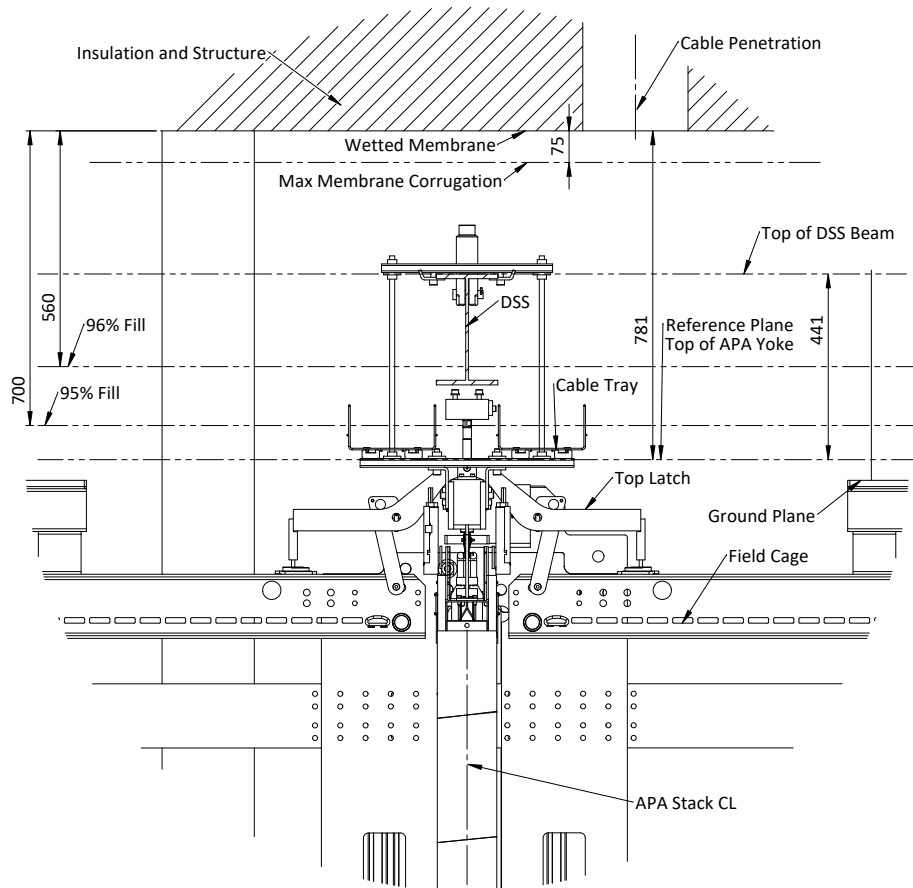 Insulation and Structure
Cable Penetration
Wetted Membrane
75
Max Membrane Corrugation
Top of DSS Beam
DSS
560
96% Fill
781
Reference Plane
Top of APA Yoke
441
700
95% Fill
Cable Tray
Top Latch
Ground Plane
Field Cage
APA Stack CL